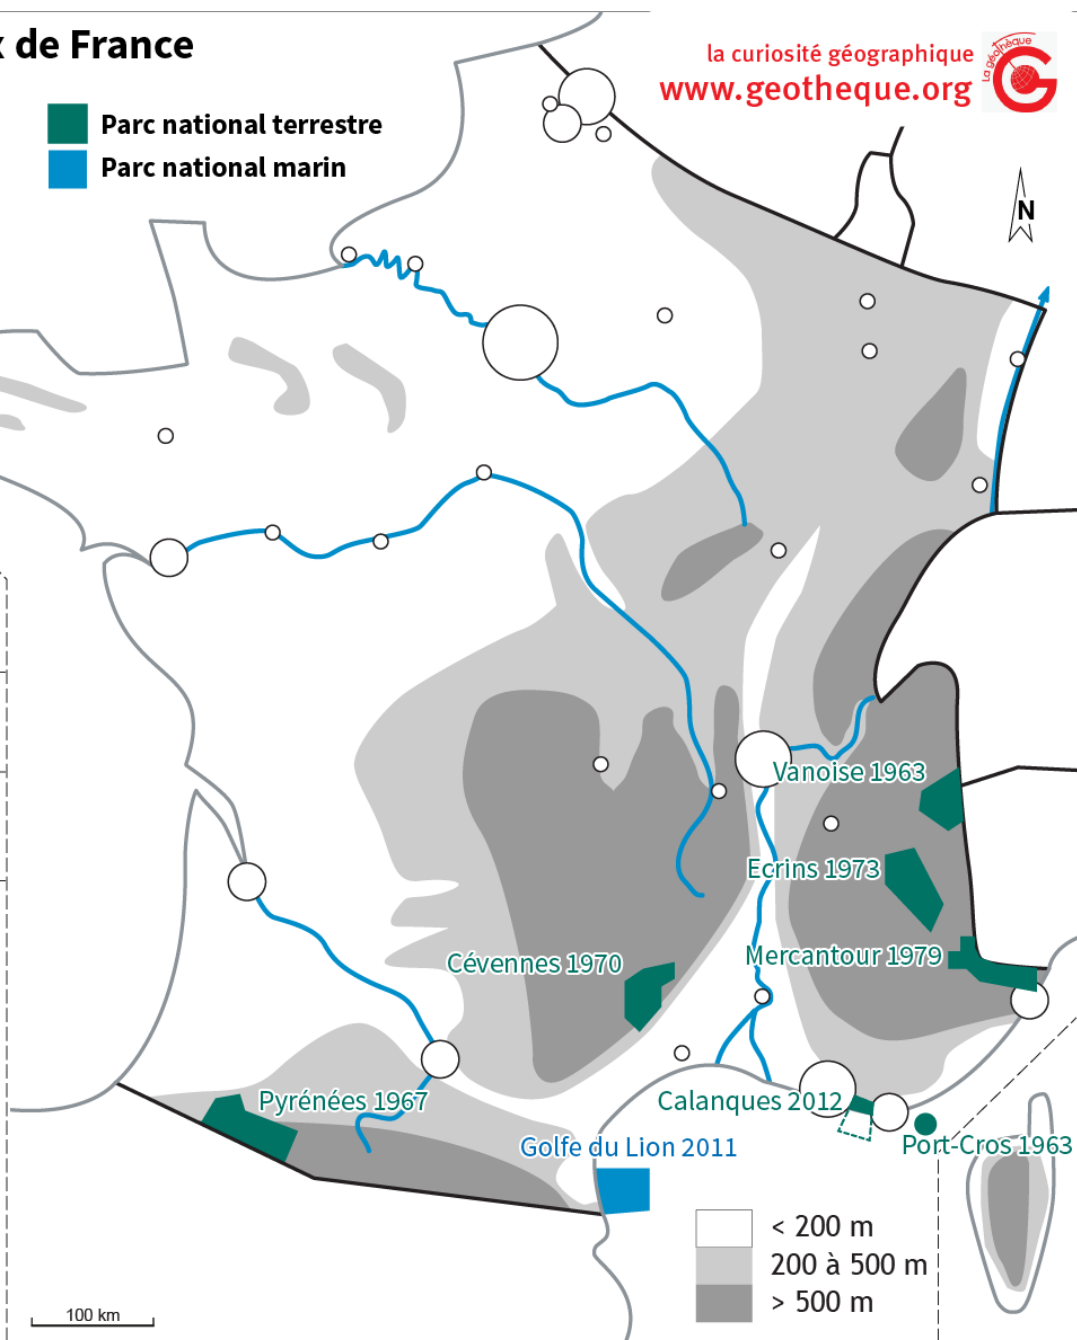 x de France
la curiosité géographique
www.geotheque.org
La géothèque
G
Parc national terrestre
Parc national marin
N
Vanoise 1963
Ecrins 1973
Mercantour 1979
Cévennes 1970
Pyrénées 1967
Calanques 2012
Golfe du Lion 2011
Port-Cros 1963
< 200 m
200 à 500 m
> 500 m
100 km